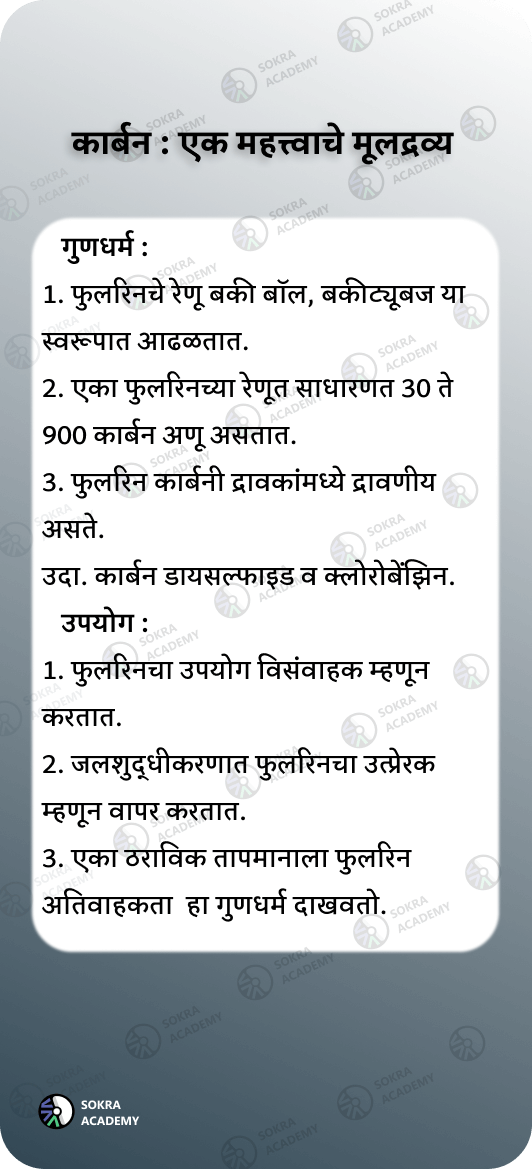 कार्बन : एक महत्त्वाचे मूलद्रव्य
गुणधर्म :
1. फुलरिनचे रेणू बकी बॉल, बकीट्यूबज या
स्वरूपात आढळतात.
2. एका फुलरिनच्या रेणूत साधारणत 30 ते
900 कार्बन अणू असतात.
3. फुलरिन कार्बनी द्रावकांमध्ये द्रावणीय
असते.
उदा. कार्बन डायसल्फाइड व क्लोरोबेंझिन.
उपयोग :
1. फुलरिनचा उपयोग विसंवाहक म्हणून
करतात.
2. जलशुद्धीकरणात फुलरिनचा उत्प्रेरक
म्हणून वापर करतात.
3. एका ठराविक तापमानाला फुलरिन
अतिवाहकता हा गुणधर्म दाखवतो.
SOKRA
ACADEMY